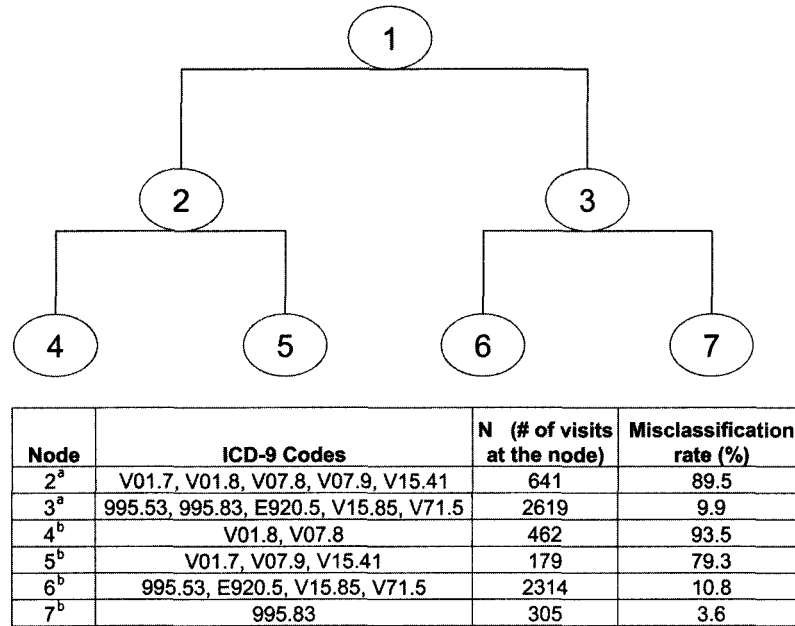 1
2 3
4 5 6 7
Node ICD-9 Codes N (# of visits at the node) Misclassification rate (%)
2a V01.7, V01.8, V07.8, V07.9, V15.41 641 89.5
3a 995.53, 995.83, E920.5, V15.85, V71.5 2619 9.9
4b V01.8, V07.8 462 93.5
5b V01.7, V07.9, V15.41 179 79.3
6b 995.53, E920.5, V15.85, V71.5 2314 10.8
7b 995.83 305 3.6